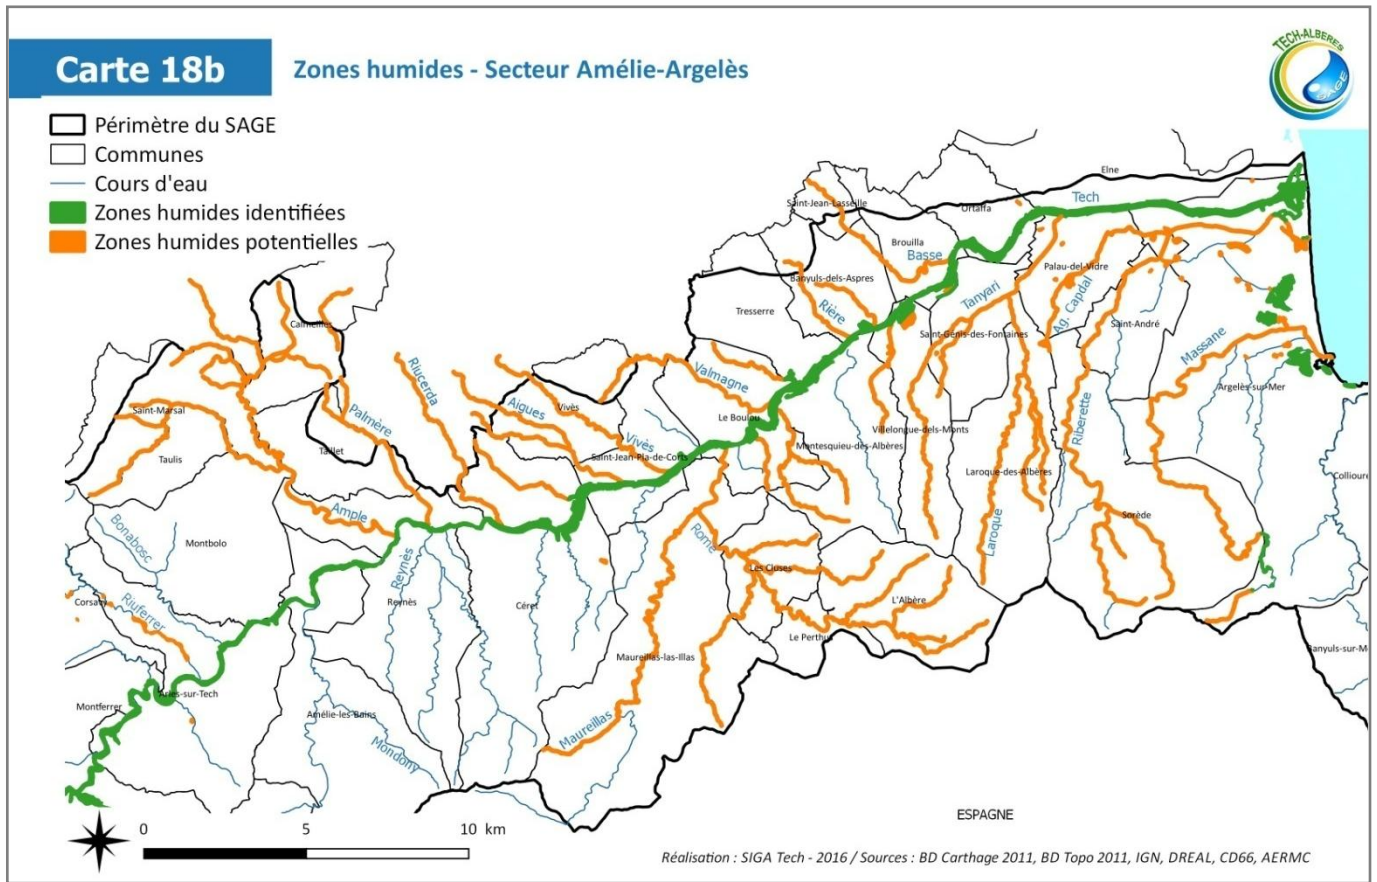 Carte 18b
Zones humides - Secteur Amélie-Argelès
TECH-ALBERES
SAGE
Périmètre du SAGE
Communes
Cours d'eau
Zones humides identifiées
Zones humides potentielles
Elne
Tech
Saint-Jean-Lasseille
Ortaffa
Brouilla
Basse
Banyuls-dels-Aspres
Palau-del-Vidre
Tanyari
Ag. Capdal
Tresserre
Rière
Calmeilles
Saint-Génis-des-Fontaines
Saint-André
Massane
Riucerda
Valmagne
Argelès-sur-Mer
Saint-Marsal
Palmère
Aigues
Vivès
Le Boulou
Riberette
Villelongue-dels-Monts
Vivès
Montesquieu-des-Albères
Taulis
Taillet
Saint-Jean-Pla-de-Corts
Laroque-des-Albères
Collioure
Ample
Bonabosc
Montbolo
Rome
Laroque
Sorède
Reynès
Les Cluses
Corsavy
Riuferrer
Reynès
Céret
L'Albère
Le Perthus
Maureillas-las-Illas
Banyuls-sur-M
Arles-sur-Tech
Montferrer
Amélie-les-Bains
Maureillas
Mondony
ESPAGNE
0 5 10 km
Réalisation : SIGA Tech - 2016 / Sources : BD Carthage 2011, BD Topo 2011, IGN, DREAL, CD66, AERMC